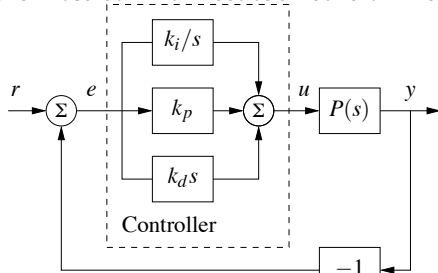 k_i/s
r
Σ
e
k_p
Σ
u
P(s)
y
k_d s
Controller
−1